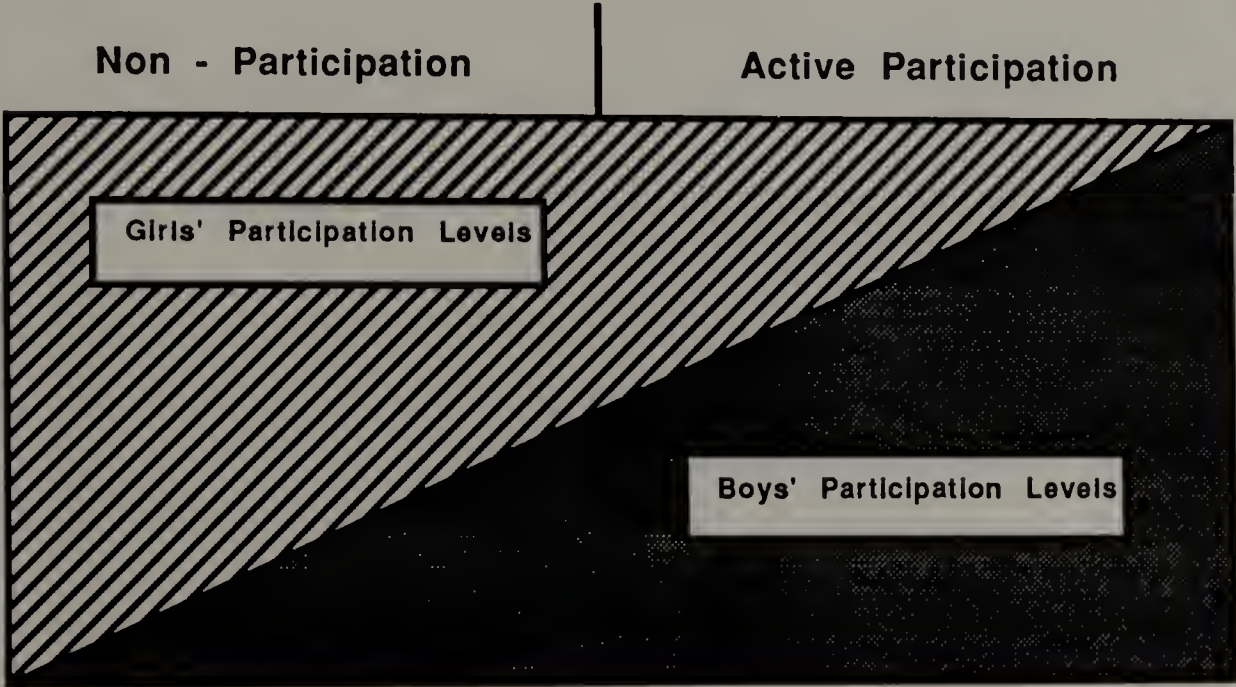 Non - Participation
Active Participation
Girls' Participation Levels
Boys' Participation Levels